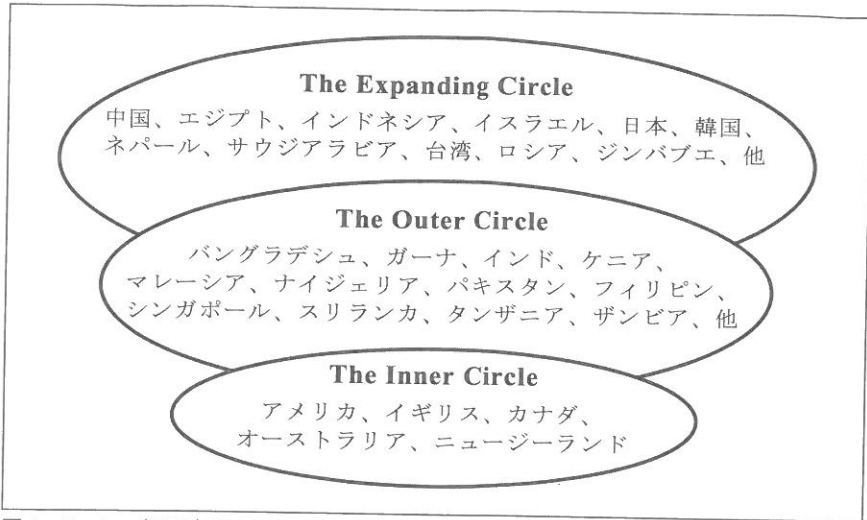 The Expanding Circle
中国、エジプト、インドネシア、イスラエル、日本、韓国、
ネパール、サウジアラビア、台湾、ロシア、ジンバブエ、他
The Outer Circle
バングラデシュ、ガーナ、インド、ケニア、
マレーシア、ナイジェリア、パキスタン、フィリピン、
シンガポール、スリランカ、タンザニア、ザンビア、他
The Inner Circle
アメリカ、イギリス、カナダ、
オーストラリア、ニュージーランド